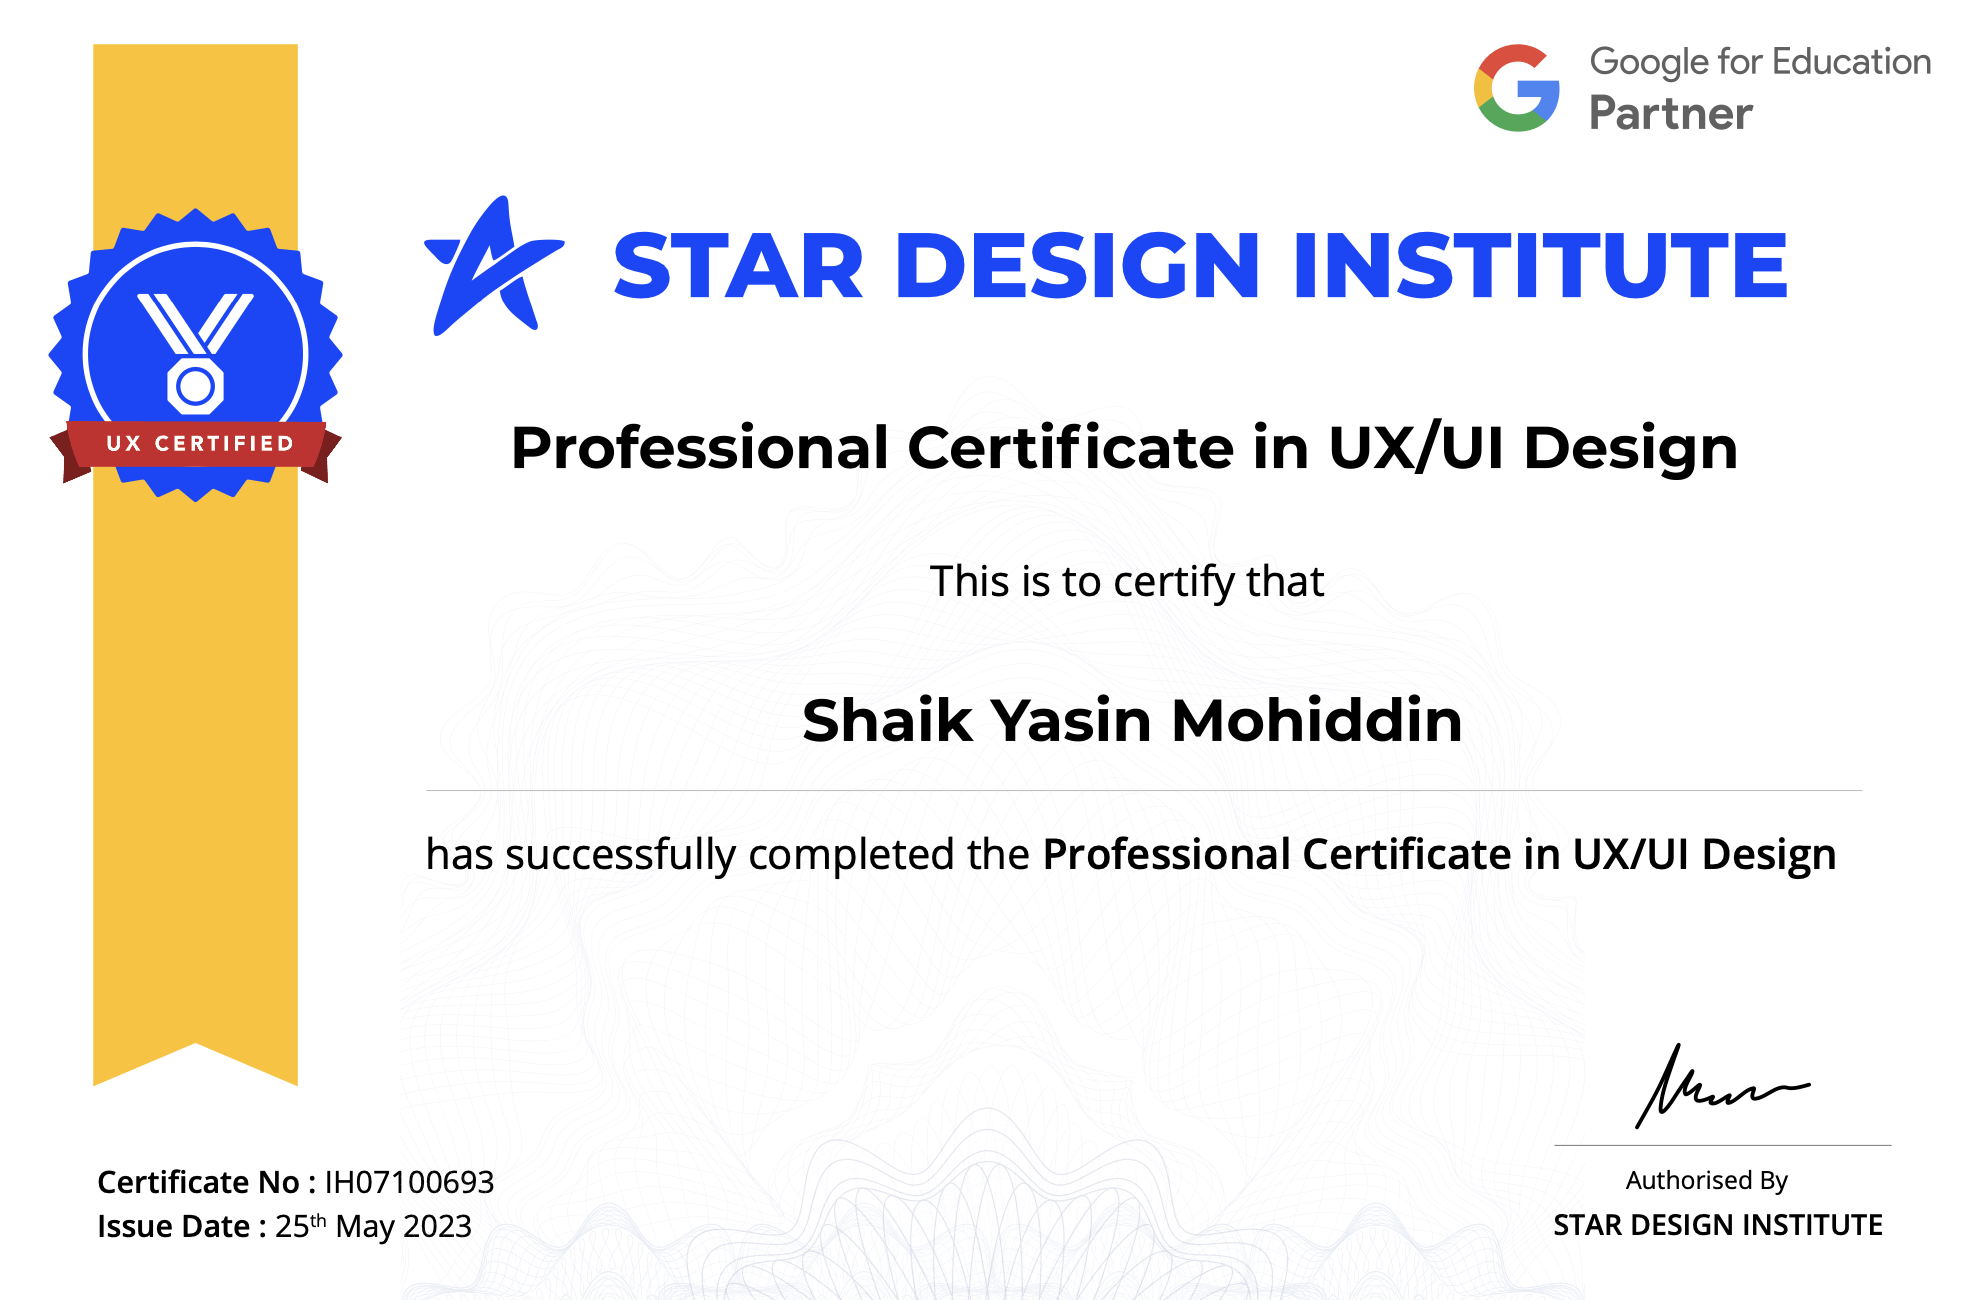 Google for Education
Partner
STAR DESIGN INSTITUTE
UX CERTIFIED
Professional Certificate in UX/UI Design
This is to certify that
Shaik Yasin Mohiddin
has successfully completed the Professional Certificate in UX/UI Design
Certificate No : IH07100693
Issue Date : 25th May 2023
Authorised By
STAR DESIGN INSTITUTE